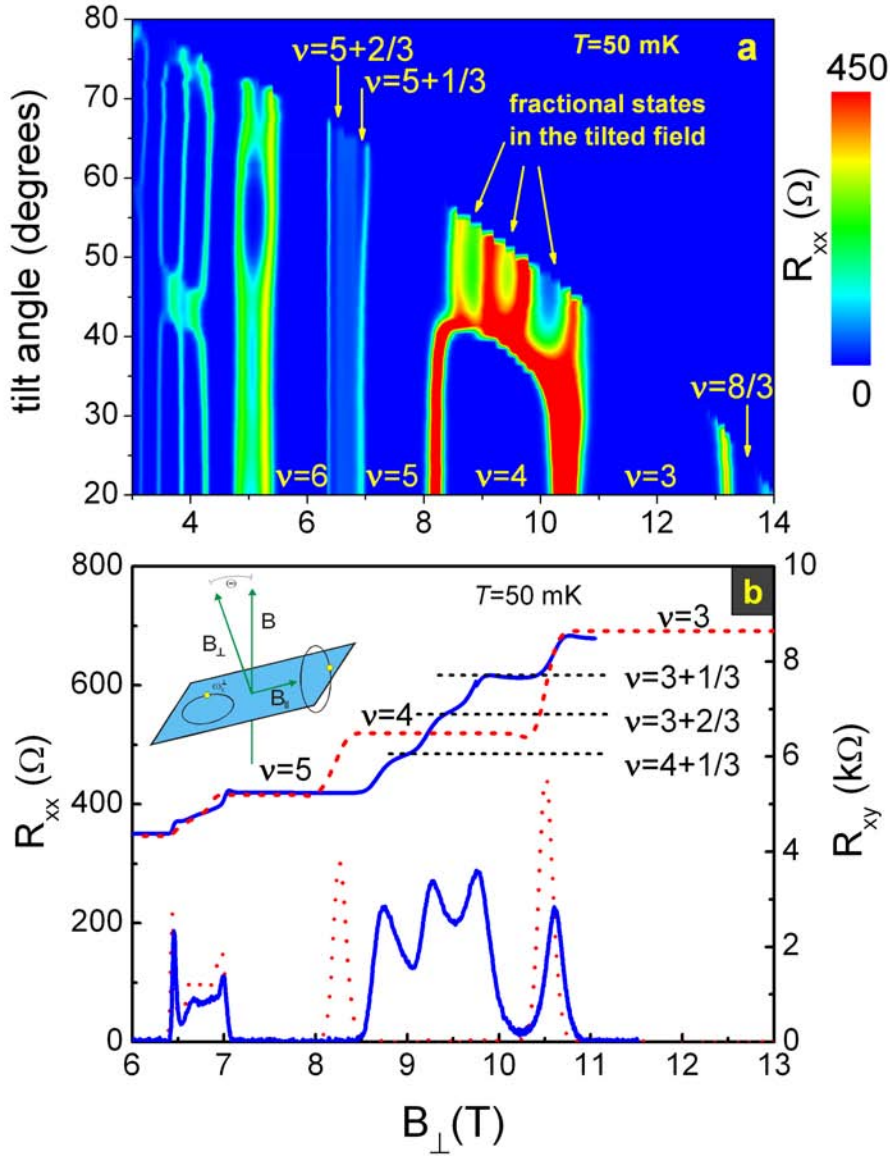 80
70
60
50
40
30
20
tilt angle (degrees)
ν=5+2/3
ν=5+1/3
T=50 mK
a
fractional states
in the tilted field
ν=8/3
ν=6
ν=5
ν=4
ν=3
4
6
8
10
12
14
450
0
R_xx (Ω)
800
600
400
200
0
R_xx (Ω)
Θ
B
B⊥
B∥
T=50 mK
b
ν=3
ν=4
ν=5
ν=3+1/3
ν=3+2/3
ν=4+1/3
10
8
6
4
2
0
R_xy (kΩ)
6
7
8
9
10
11
12
13
B⊥(T)